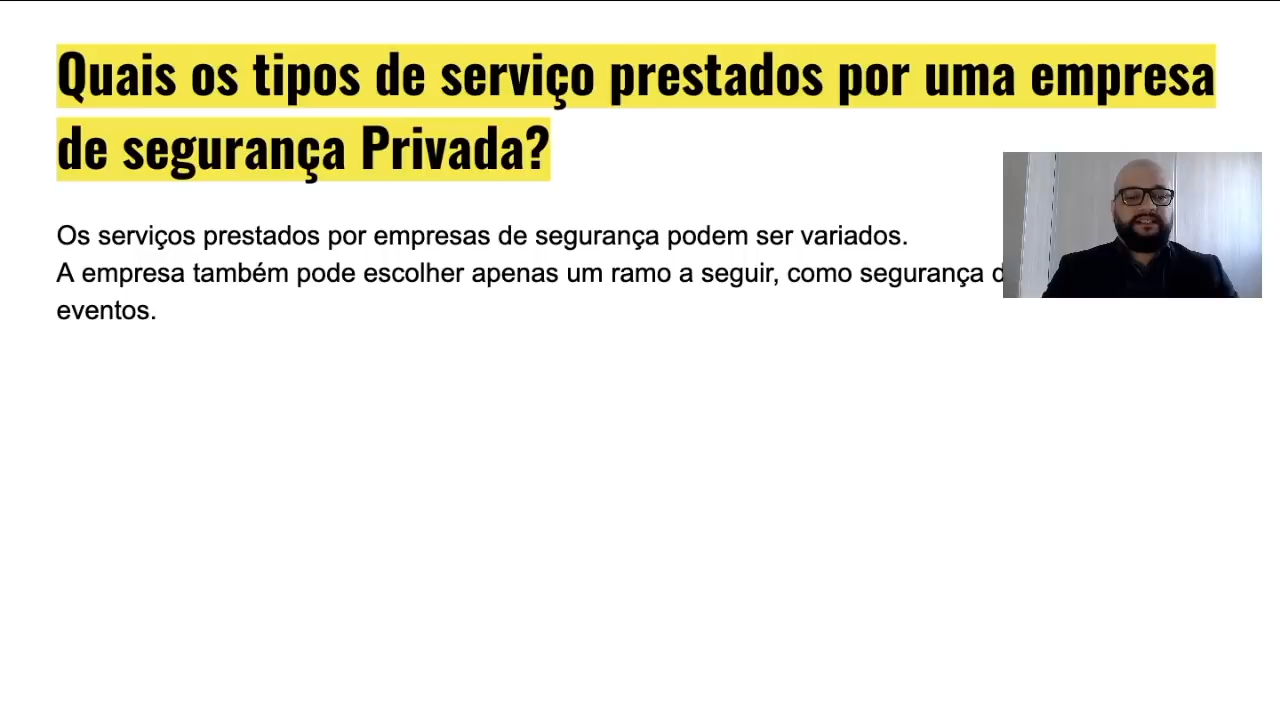 Quais os tipos de serviço prestados por uma empresa
de segurança Privada?
Os serviços prestados por empresas de segurança podem ser variados.
A empresa também pode escolher apenas um ramo a seguir, como segurança
eventos.